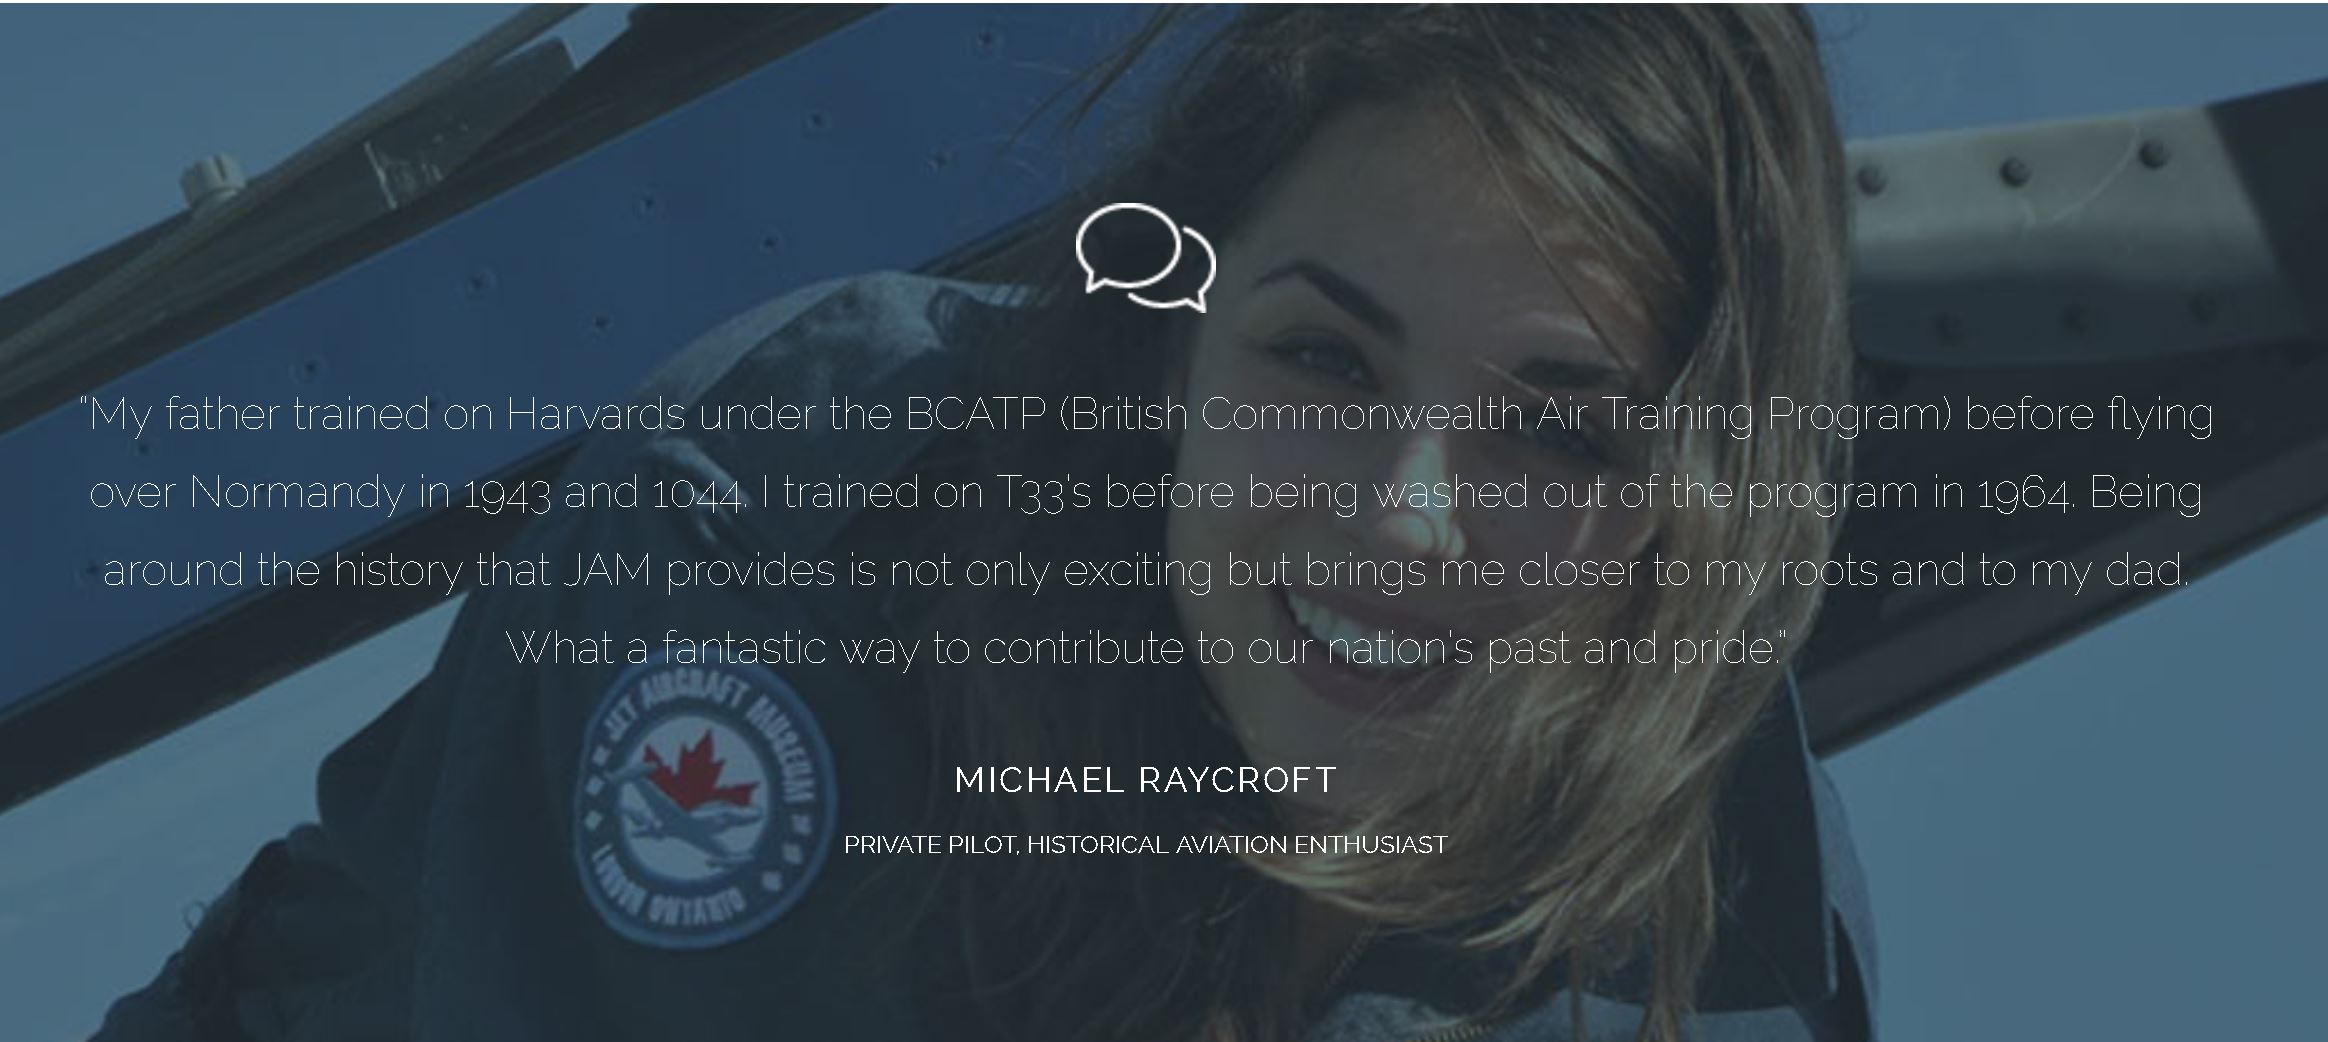 “My father trained on Harvards under the BCATP (British Commonwealth Air Training Program) before flying
over Normandy in 1943 and 1044. I trained on T33's before being washed out of the program in 1964. Being
around the history that JAM provides is not only exciting but brings me closer to my roots and to my dad.
What a fantastic way to contribute to our nation's past and pride.”
JET AIRCRAFT MUSEUM
LONDON ONTARIO
MICHAEL RAYCROFT
PRIVATE PILOT, HISTORICAL AVIATION ENTHUSIAST